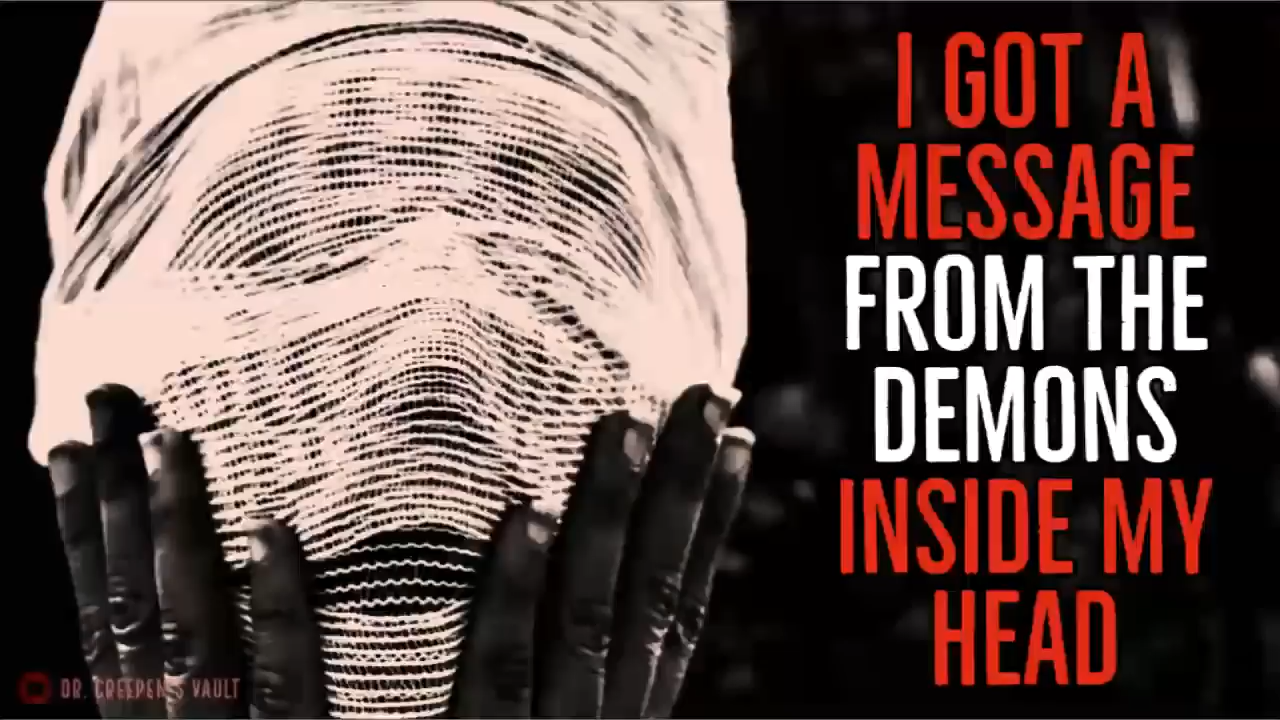 I GOT A
MESSAGE
FROM THE
DEMONS
INSIDE MY
HEAD
DR. CREEPEN'S VAULT